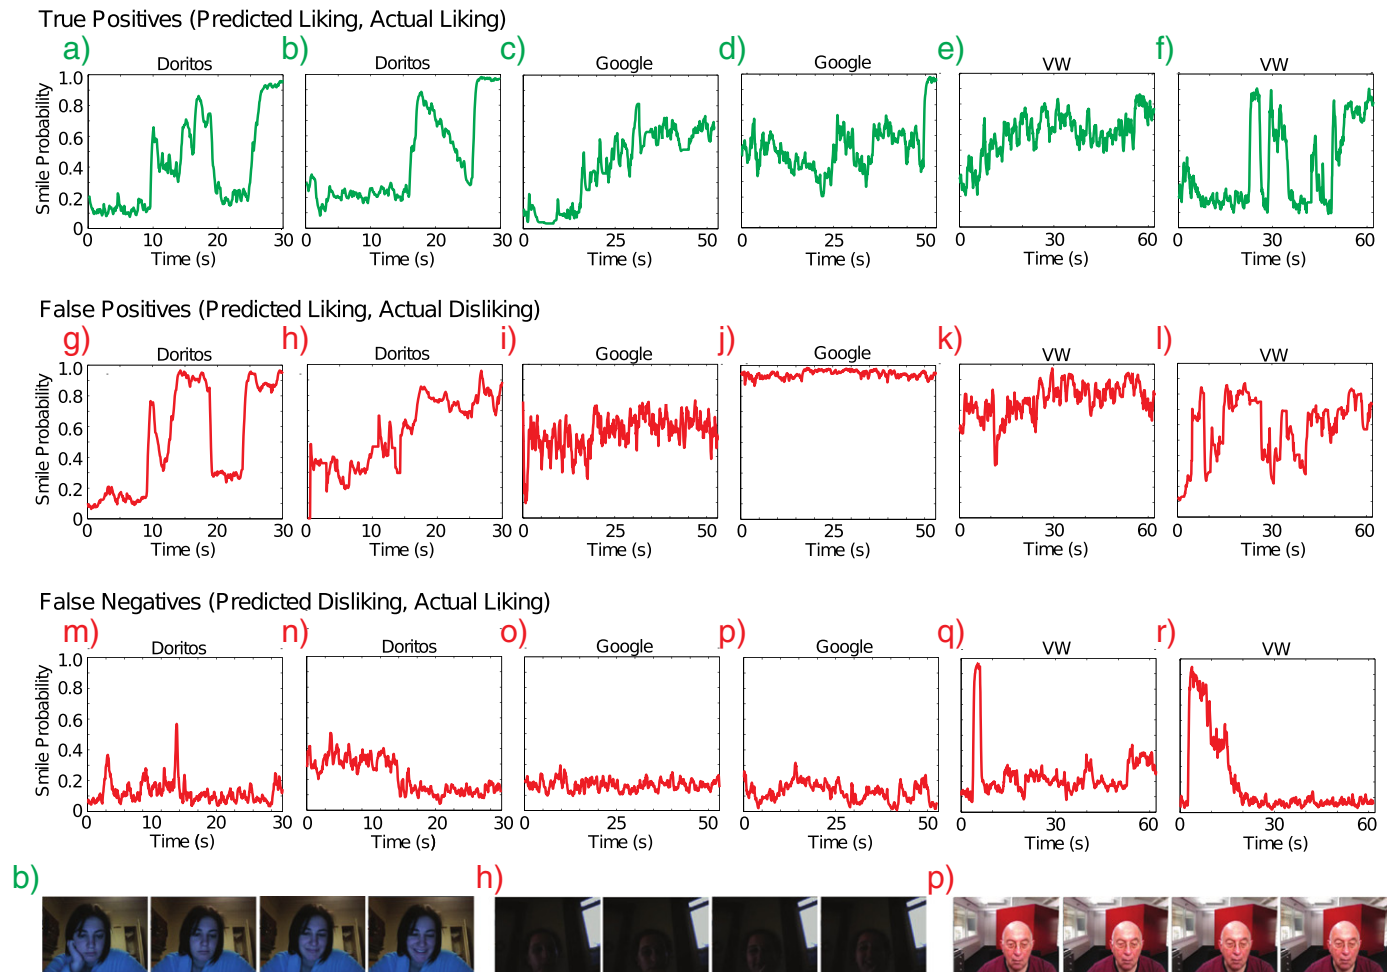 True Positives (Predicted Liking, Actual Liking)
a) b) c) d) e) f)
Doritos Doritos Google Google VW VW
Smile Probability
1.0
0.8
0.6
0.4
0.2
0
0 10 20 30 0 10 20 30 0 25 50 0 25 50 0 30 60 0 30 60
Time (s) Time (s) Time (s) Time (s) Time (s) Time (s)
False Positives (Predicted Liking, Actual Disliking)
g) h) i) j) k) l)
Doritos Doritos Google Google VW VW
Smile Probability
1.0
0.8
0.6
0.4
0.2
0
0 10 20 30 0 10 20 30 0 25 50 0 25 50 0 30 60 0 30 60
Time (s) Time (s) Time (s) Time (s) Time (s) Time (s)
False Negatives (Predicted Disliking, Actual Liking)
m) n) o) p) q) r)
Doritos Doritos Google Google VW VW
Smile Probability
1.0
0.8
0.6
0.4
0.2
0
0 10 20 30 0 10 20 30 0 25 50 0 25 50 0 30 60 0 30 60
Time (s) Time (s) Time (s) Time (s) Time (s) Time (s)
b) h) p)